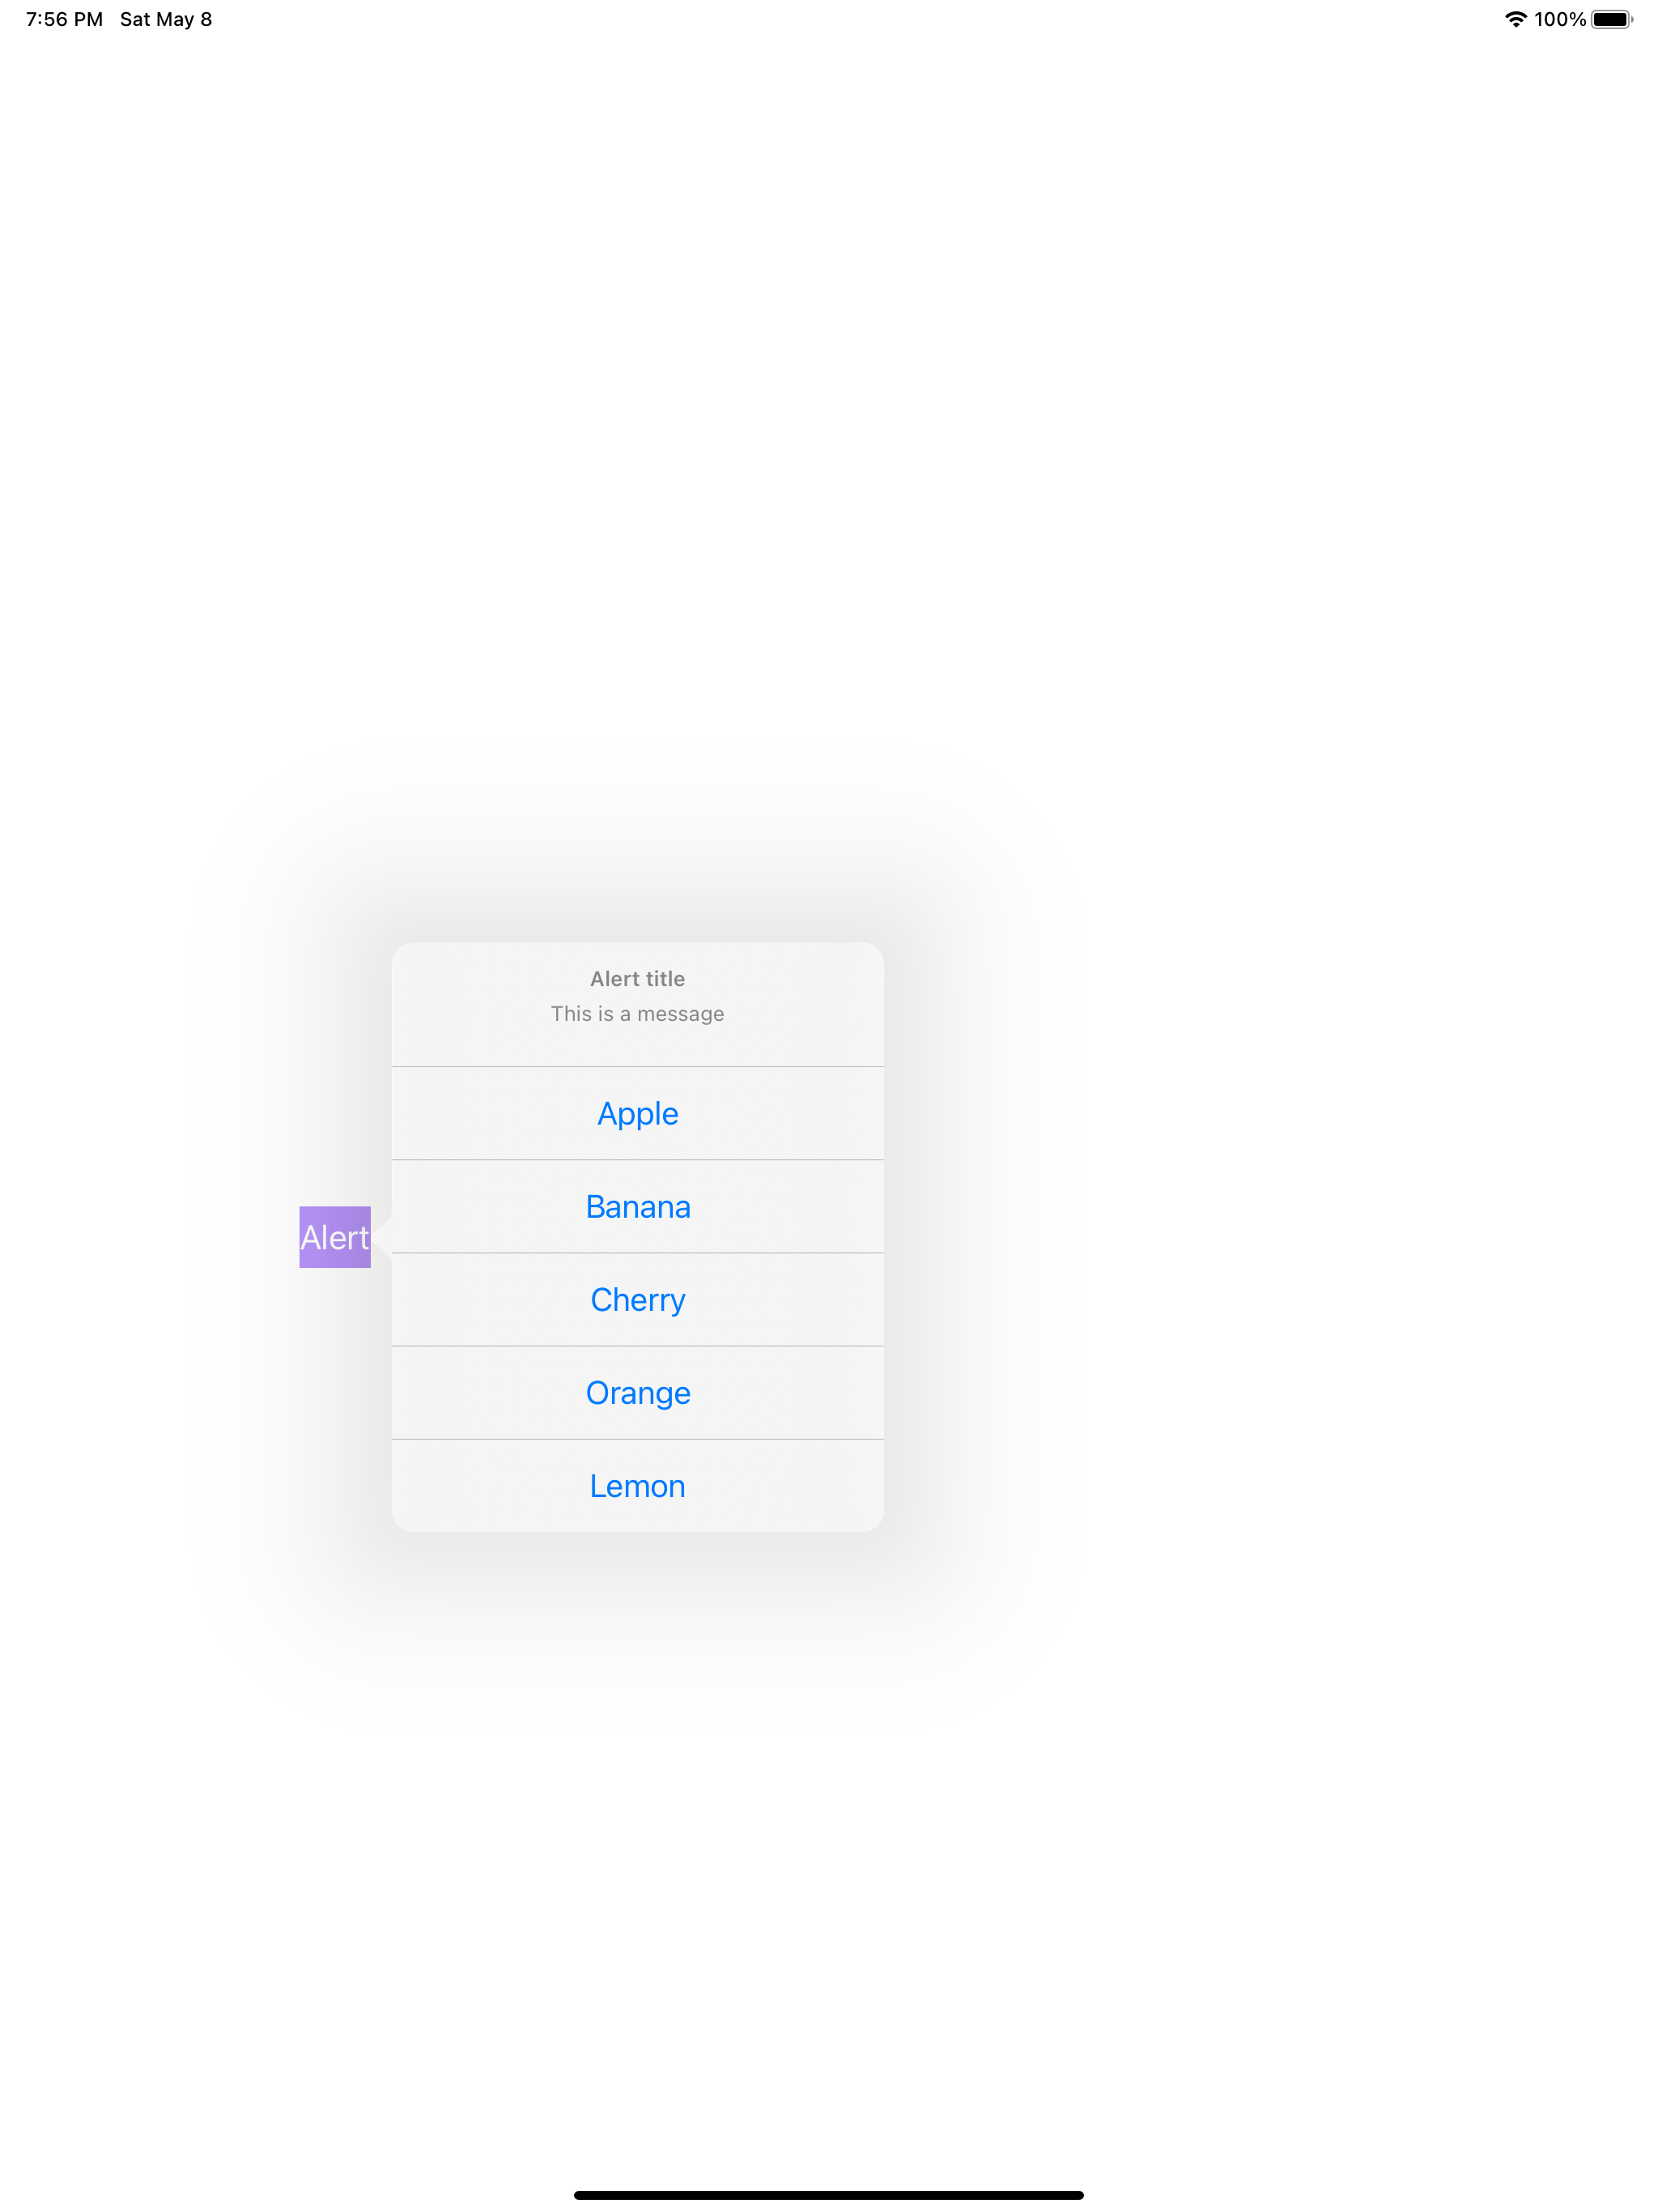 7:56 PM Sat May 8 100%
Alert title
This is a message
Apple
Banana
Alert
Cherry
Orange
Lemon